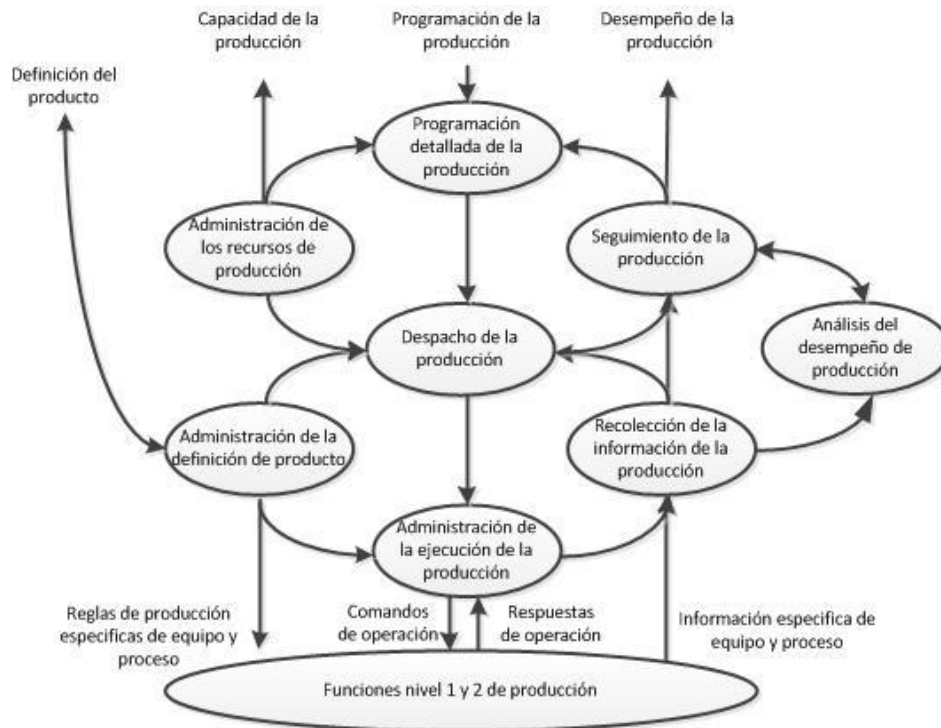 Capacidad de la
producción
Programación de
la producción
Desempeño de
la producción
Definición del
producto
Programación
detallada de la
producción
Administración de
los recursos de
producción
Seguimiento de la
producción
Despacho de la
producción
Análisis del
desempeño de
producción
Administración de la
definición de producto
Recolección de la
información de la
producción
Administración de
la ejecución de la
producción
Reglas de producción
especificas de equipo y
proceso
Comandos
de operación
Respuestas
de operación
Información especifica de
equipo y proceso
Funciones nivel 1 y 2 de producción